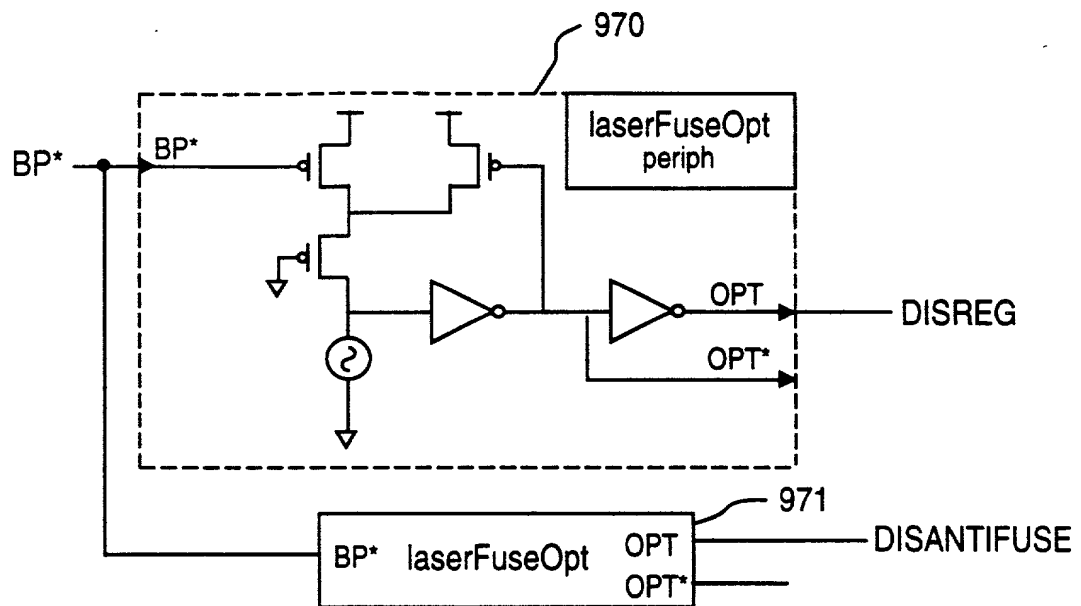 970
laserFuseOpt
periph
BP*
BP*
OPT
DISREG
OPT*
971
BP* laserFuseOpt OPT
DISANTIFUSE
OPT*